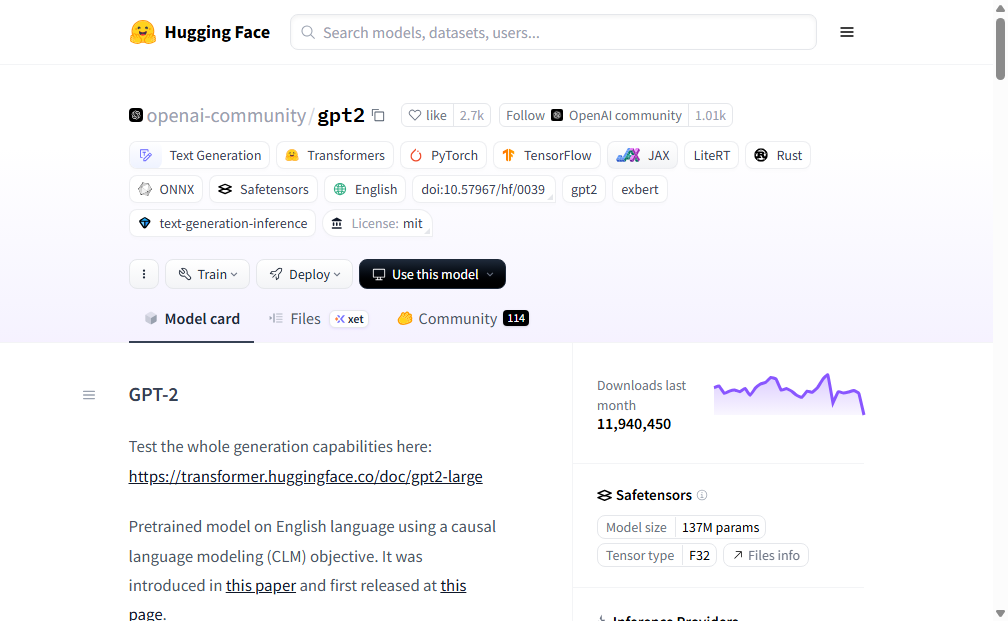 Hugging Face
Search models, datasets, users...
openai-community/gpt2
like 2.7k
Follow OpenAI community 1.01k
Text Generation Transformers PyTorch TensorFlow JAX LiteRT Rust
ONNX Safetensors English doi:10.57967/hf/0039 gpt2 exbert
text-generation-inference License: mit
Train Deploy Use this model
Model card Files xet Community 114
GPT-2
Test the whole generation capabilities here:
https://transformer.huggingface.co/doc/gpt2-large
Pretrained model on English language using a causal
language modeling (CLM) objective. It was
introduced in this paper and first released at this
page.
Downloads last
month
11,940,450
Safetensors
Model size 137M params
Tensor type F32 Files info
Inference Providers